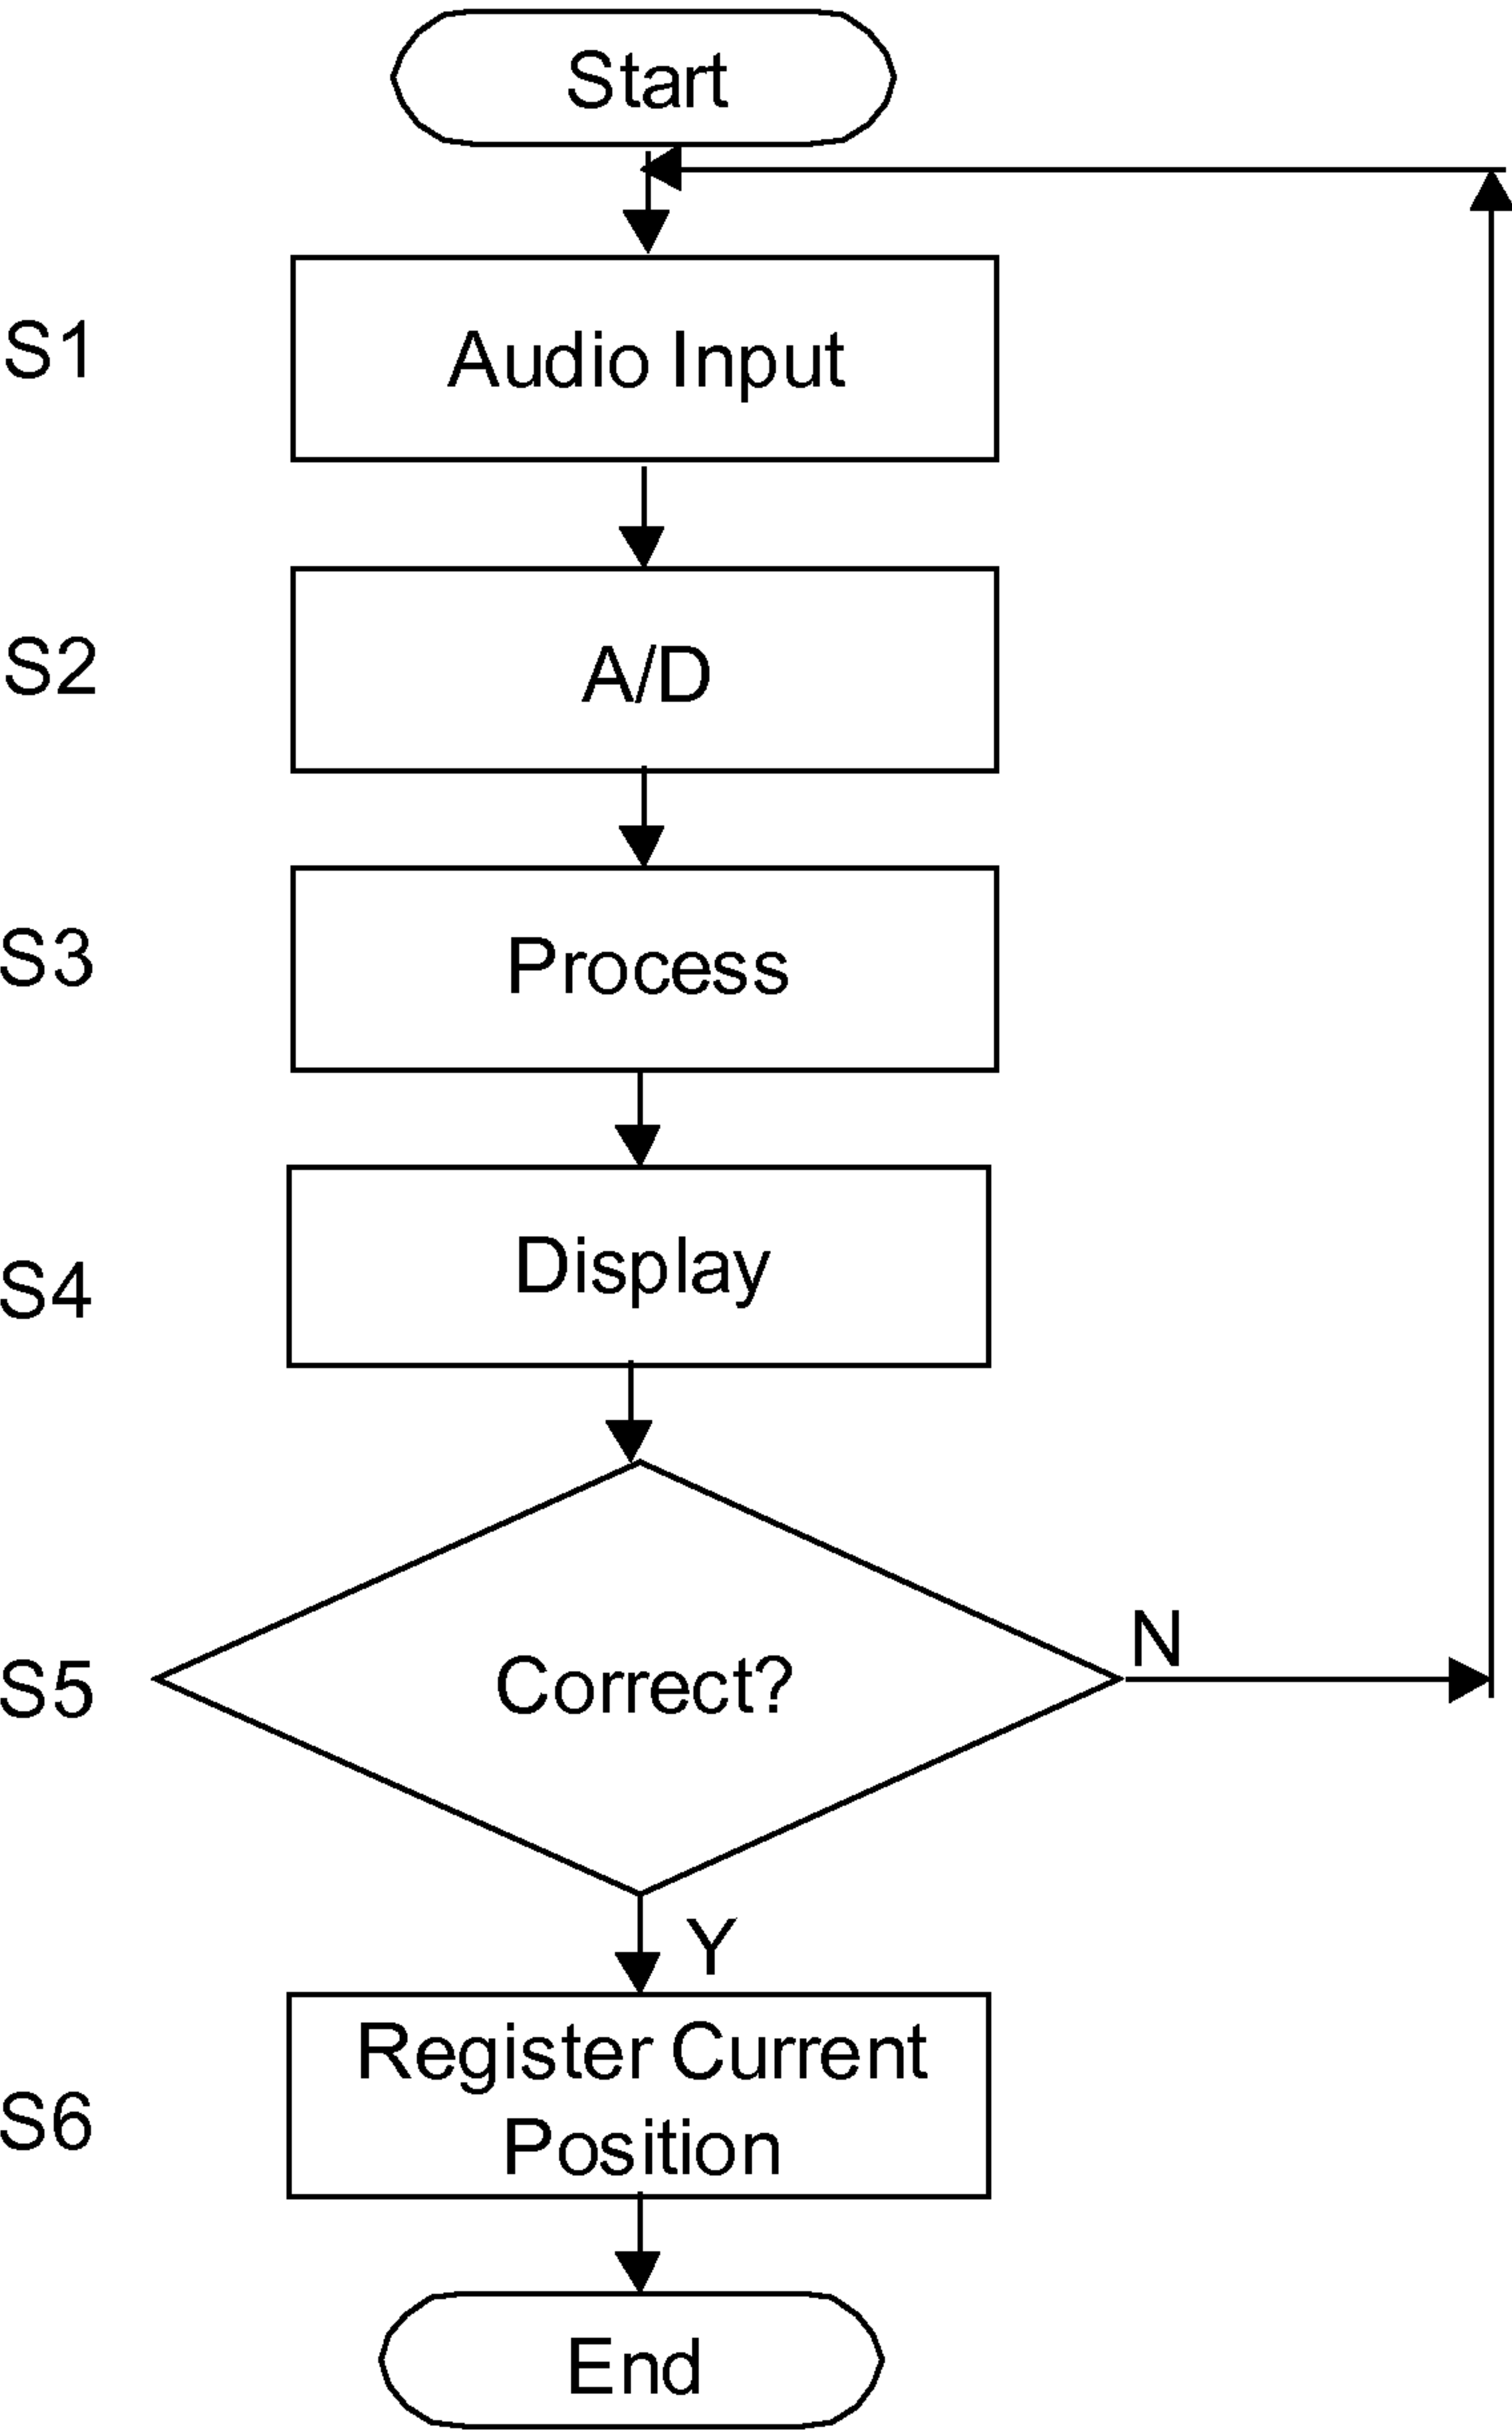 Start
S1
Audio Input
S2
A/D
S3
Process
S4
Display
S5
Correct?
N
Y
S6
Register Current
Position
End